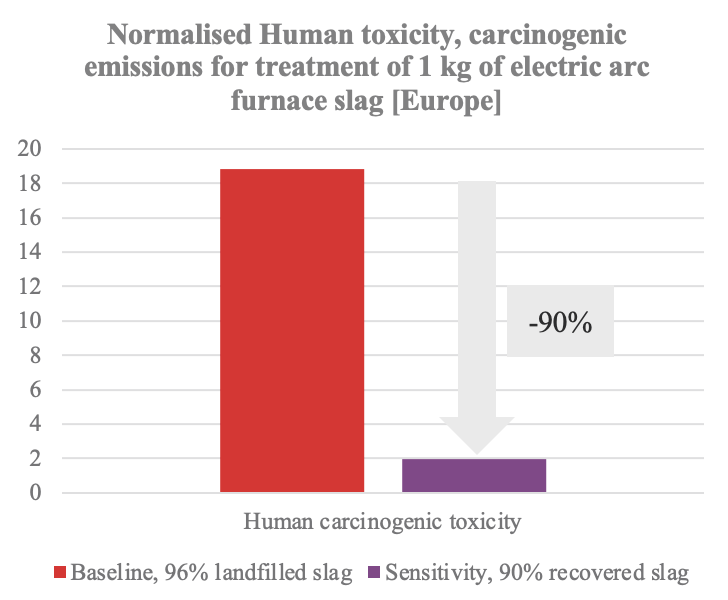 Normalised Human toxicity, carcinogenic
emissions for treatment of 1 kg of electric arc
furnace slag [Europe]
20
18
16
14
12
10
8
6
4
2
0
-90%
Human carcinogenic toxicity
Baseline, 96% landfilled slag
Sensitivity, 90% recovered slag